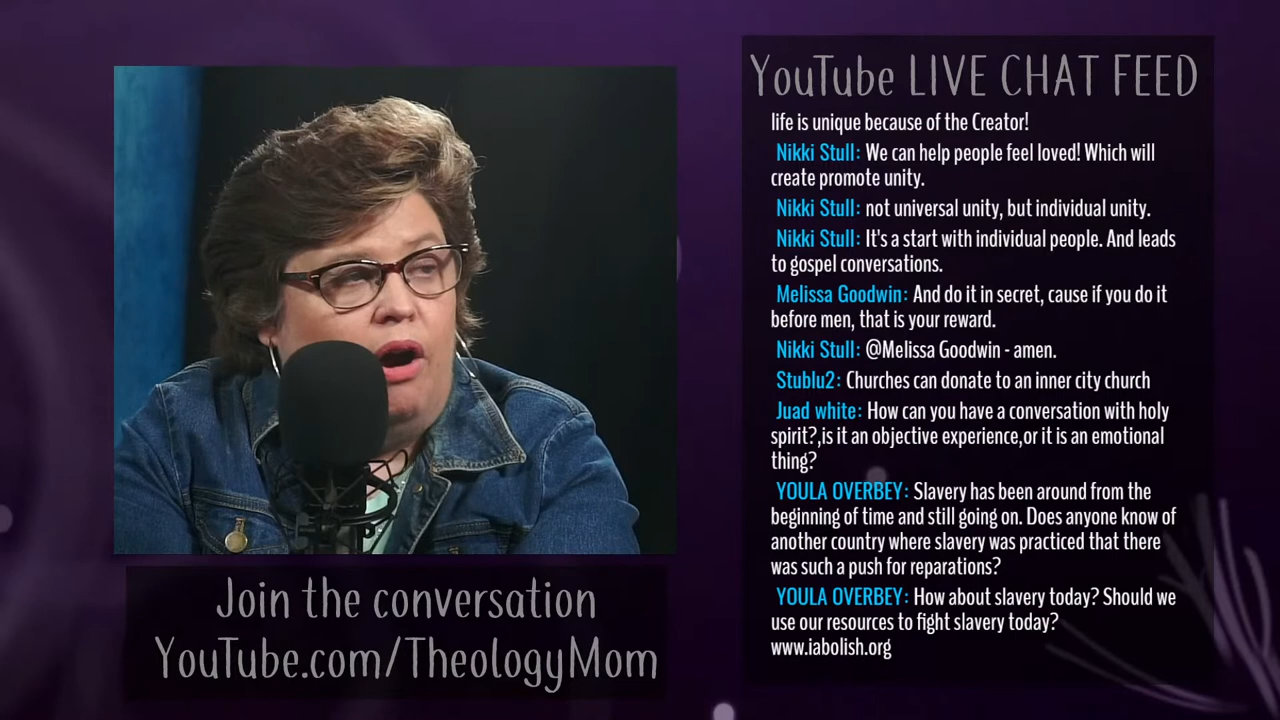 YouTube LIVE CHAT FEED
life is unique because of the Creator!
Nikki Stull: We can help people feel loved! Which will
create promote unity.
Nikki Stull: not universal unity, but individual unity.
Nikki Stull: It's a start with individual people. And leads
to gospel conversations.
Melissa Goodwin: And do it in secret, cause if you do it
before men, that is your reward.
Nikki Stull: @Melissa Goodwin - amen.
Stublu2: Churches can donate to an inner city church
Juad white: How can you have a conversation with holy
spirit?,is it an objective experience,or it is an emotional
thing?
YOULA OVERBEY: Slavery has been around from the
beginning of time and still going on. Does anyone know of
another country where slavery was practiced that there
was such a push for reparations?
YOULA OVERBEY: How about slavery today? Should we
use our resources to fight slavery today?
www.iabolish.org
Join the conversation
YouTube.com/TheologyMom